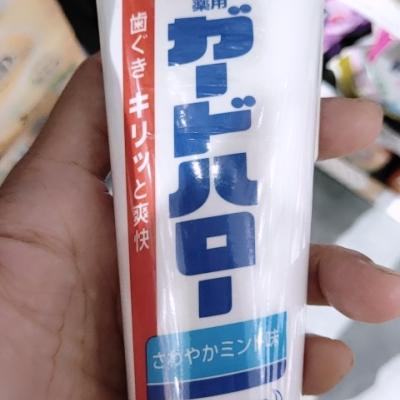 薬用
ガードハロー
歯ぐきキリッと爽快
さわやかミント味